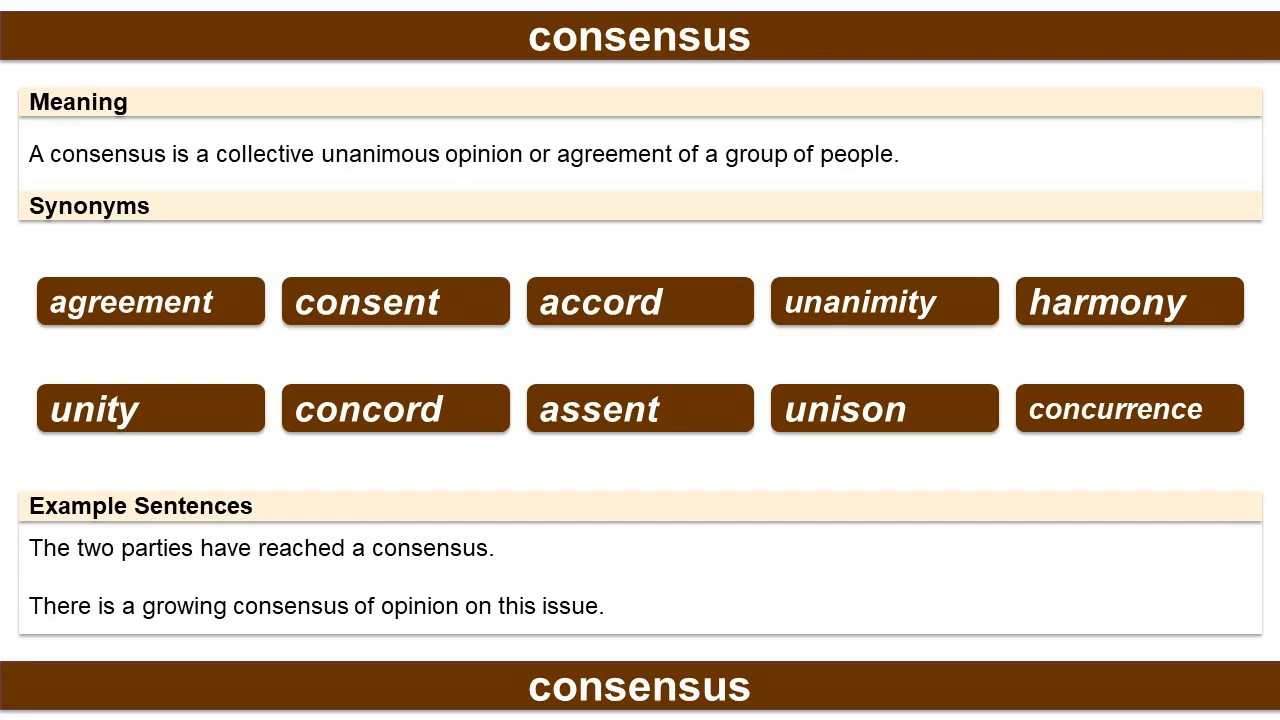 consensus
Meaning
A consensus is a collective unanimous opinion or agreement of a group of people.
Synonyms
agreement consent accord unanimity harmony
unity concord assent unison concurrence
Example Sentences
The two parties have reached a consensus.
There is a growing consensus of opinion on this issue.
consensus